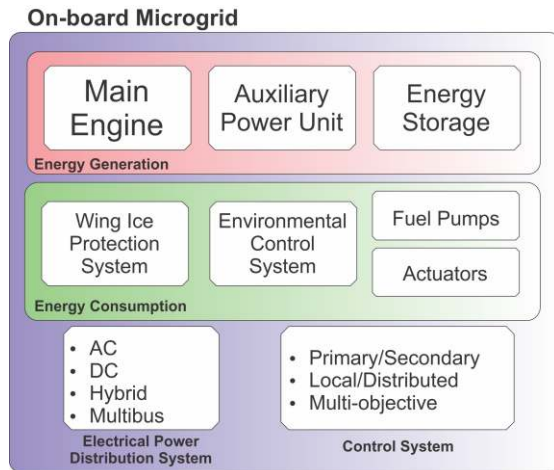 On-board Microgrid
Main
Engine
Auxiliary
Power Unit
Energy
Storage
Energy Generation
Wing Ice
Protection
System
Environmental
Control
System
Fuel Pumps
Actuators
Energy Consumption
• AC
• DC
• Hybrid
• Multibus
Electrical Power
Distribution System
• Primary/Secondary
• Local/Distributed
• Multi-objective
Control System